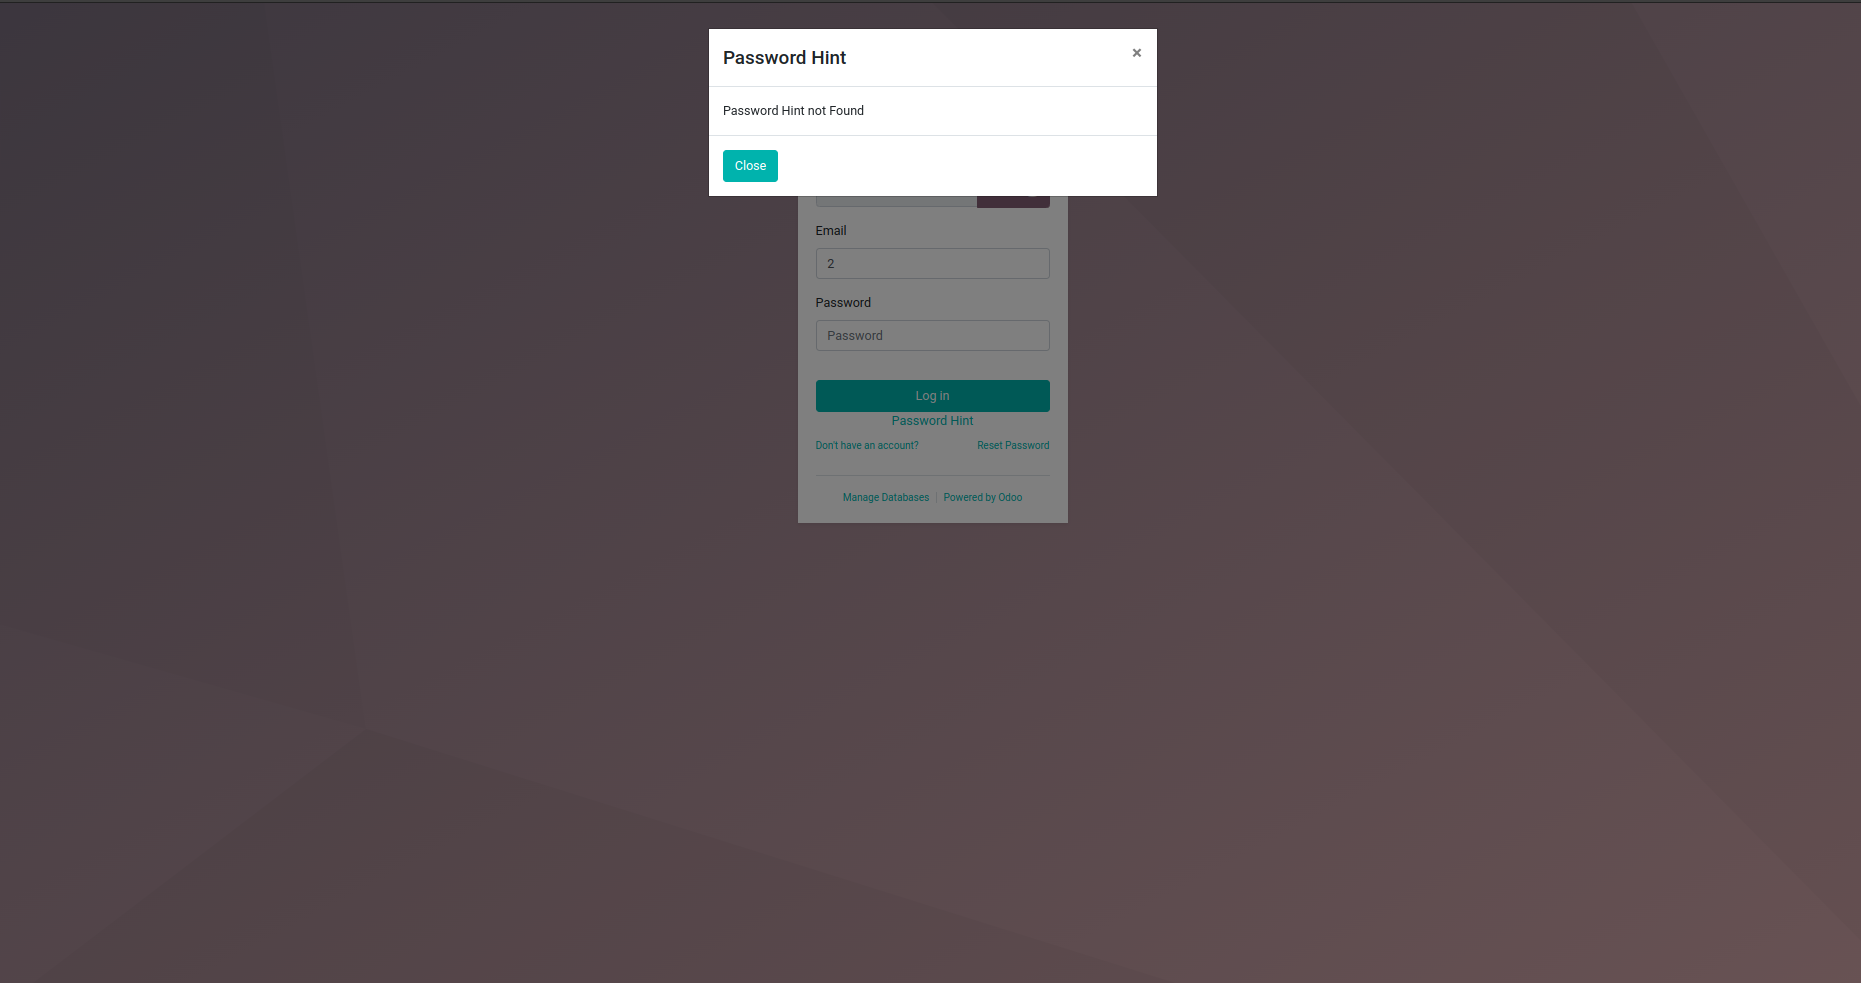 Password Hint
×
Password Hint not Found
Close
Email
2
Password
Password
Log in
Password Hint
Don't have an account? Reset Password
Manage Databases | Powered by Odoo